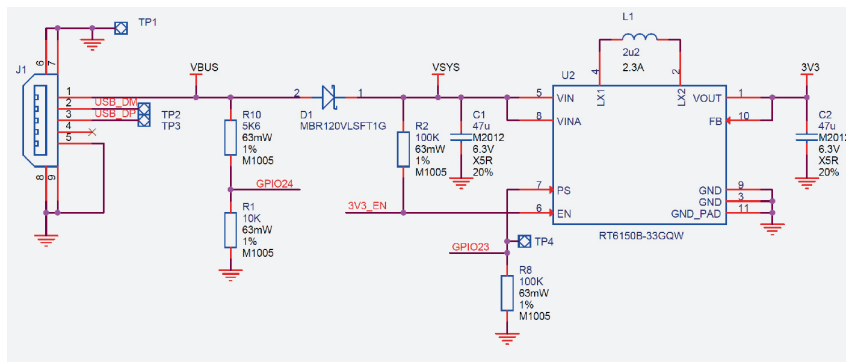 TP1
L1
2u2
2.3A
J1
6
7
VBUS
VSYS
U2
4
2
3V3
1
2
3
4
5
USB_DM
USB_DP
TP2
TP3
2
1
D1
MBR120VLSFT1G
5
VIN
LX1
LX2
VOUT
1
8
VINA
FB
10
R10
5K6
63mW
1%
M1005
R2
100K
63mW
1%
M1005
C1
47u
M2012
6.3V
X5R
20%
C2
47u
M2012
6.3V
X5R
20%
8
9
GPIO24
7
PS
GND
9
GND
3
3V3_EN
6
EN
GND_PAD
11
R1
10K
63mW
1%
M1005
RT6150B-33GQW
TP4
GPIO23
R8
100K
63mW
1%
M1005